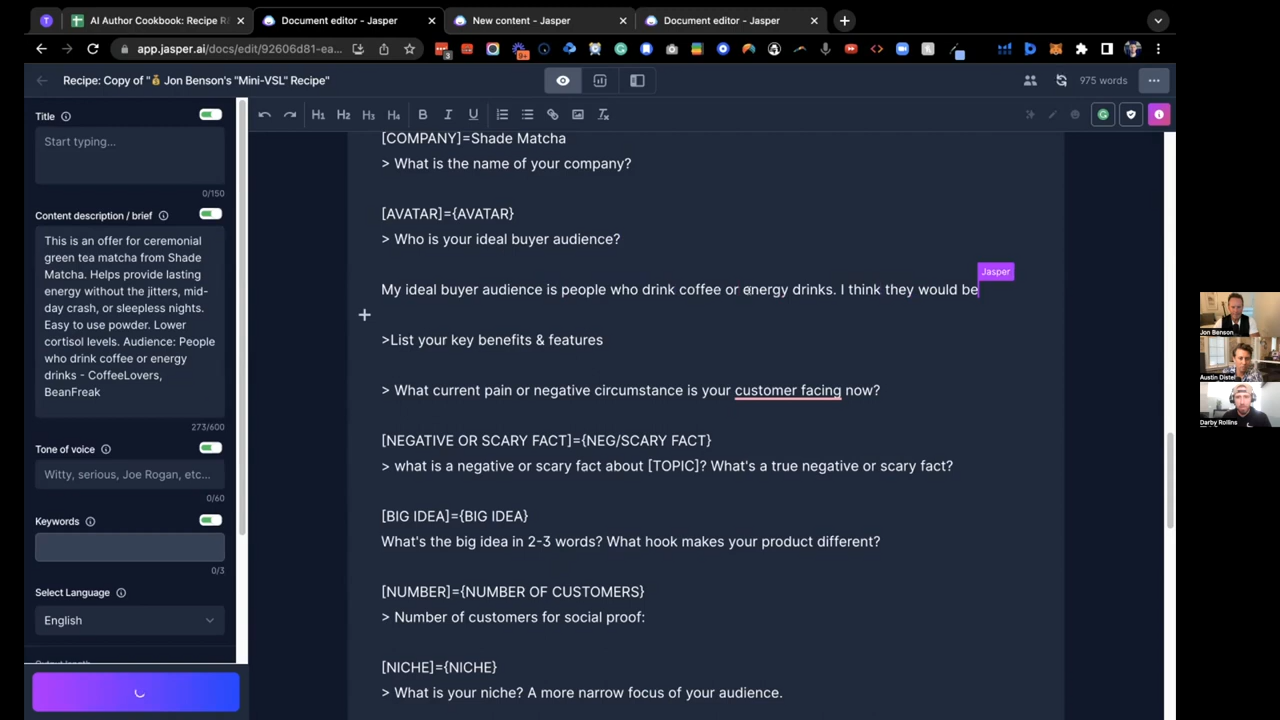 T
AI Author Cookbook: Recipe R
Document editor - Jasper
New content - Jasper
Document editor - Jasper
app.jasper.ai/docs/edit/92606d81-ea...
9+
Recipe: Copy of "💰 Jon Benson's "Mini-VSL" Recipe"
975 words
H1 H2 H3 H4 B I U
Title
Start typing...
0/150
Content description / brief
This is an offer for ceremonial
green tea matcha from Shade
Matcha. Helps provide lasting
energy without the jitters, mid-
day crash, or sleepless nights.
Easy to use powder. Lower
cortisol levels. Audience: People
who drink coffee or energy
drinks - CoffeeLovers,
BeanFreak
273/600
Tone of voice
Witty, serious, Joe Rogan, etc...
0/60
Keywords
0/3
Select Language
English
Output length
[COMPANY]=Shade Matcha
> What is the name of your company?
[AVATAR]={AVATAR}
> Who is your ideal buyer audience?
Jasper
My ideal buyer audience is people who drink coffee or energy drinks. I think they would be
>List your key benefits & features
> What current pain or negative circumstance is your customer facing now?
[NEGATIVE OR SCARY FACT]={NEG/SCARY FACT}
> what is a negative or scary fact about [TOPIC]? What's a true negative or scary fact?
[BIG IDEA]={BIG IDEA}
What's the big idea in 2-3 words? What hook makes your product different?
[NUMBER]={NUMBER OF CUSTOMERS}
> Number of customers for social proof:
[NICHE]={NICHE}
> What is your niche? A more narrow focus of your audience.
Jon Benson
Austin Distel
Darby Rollins